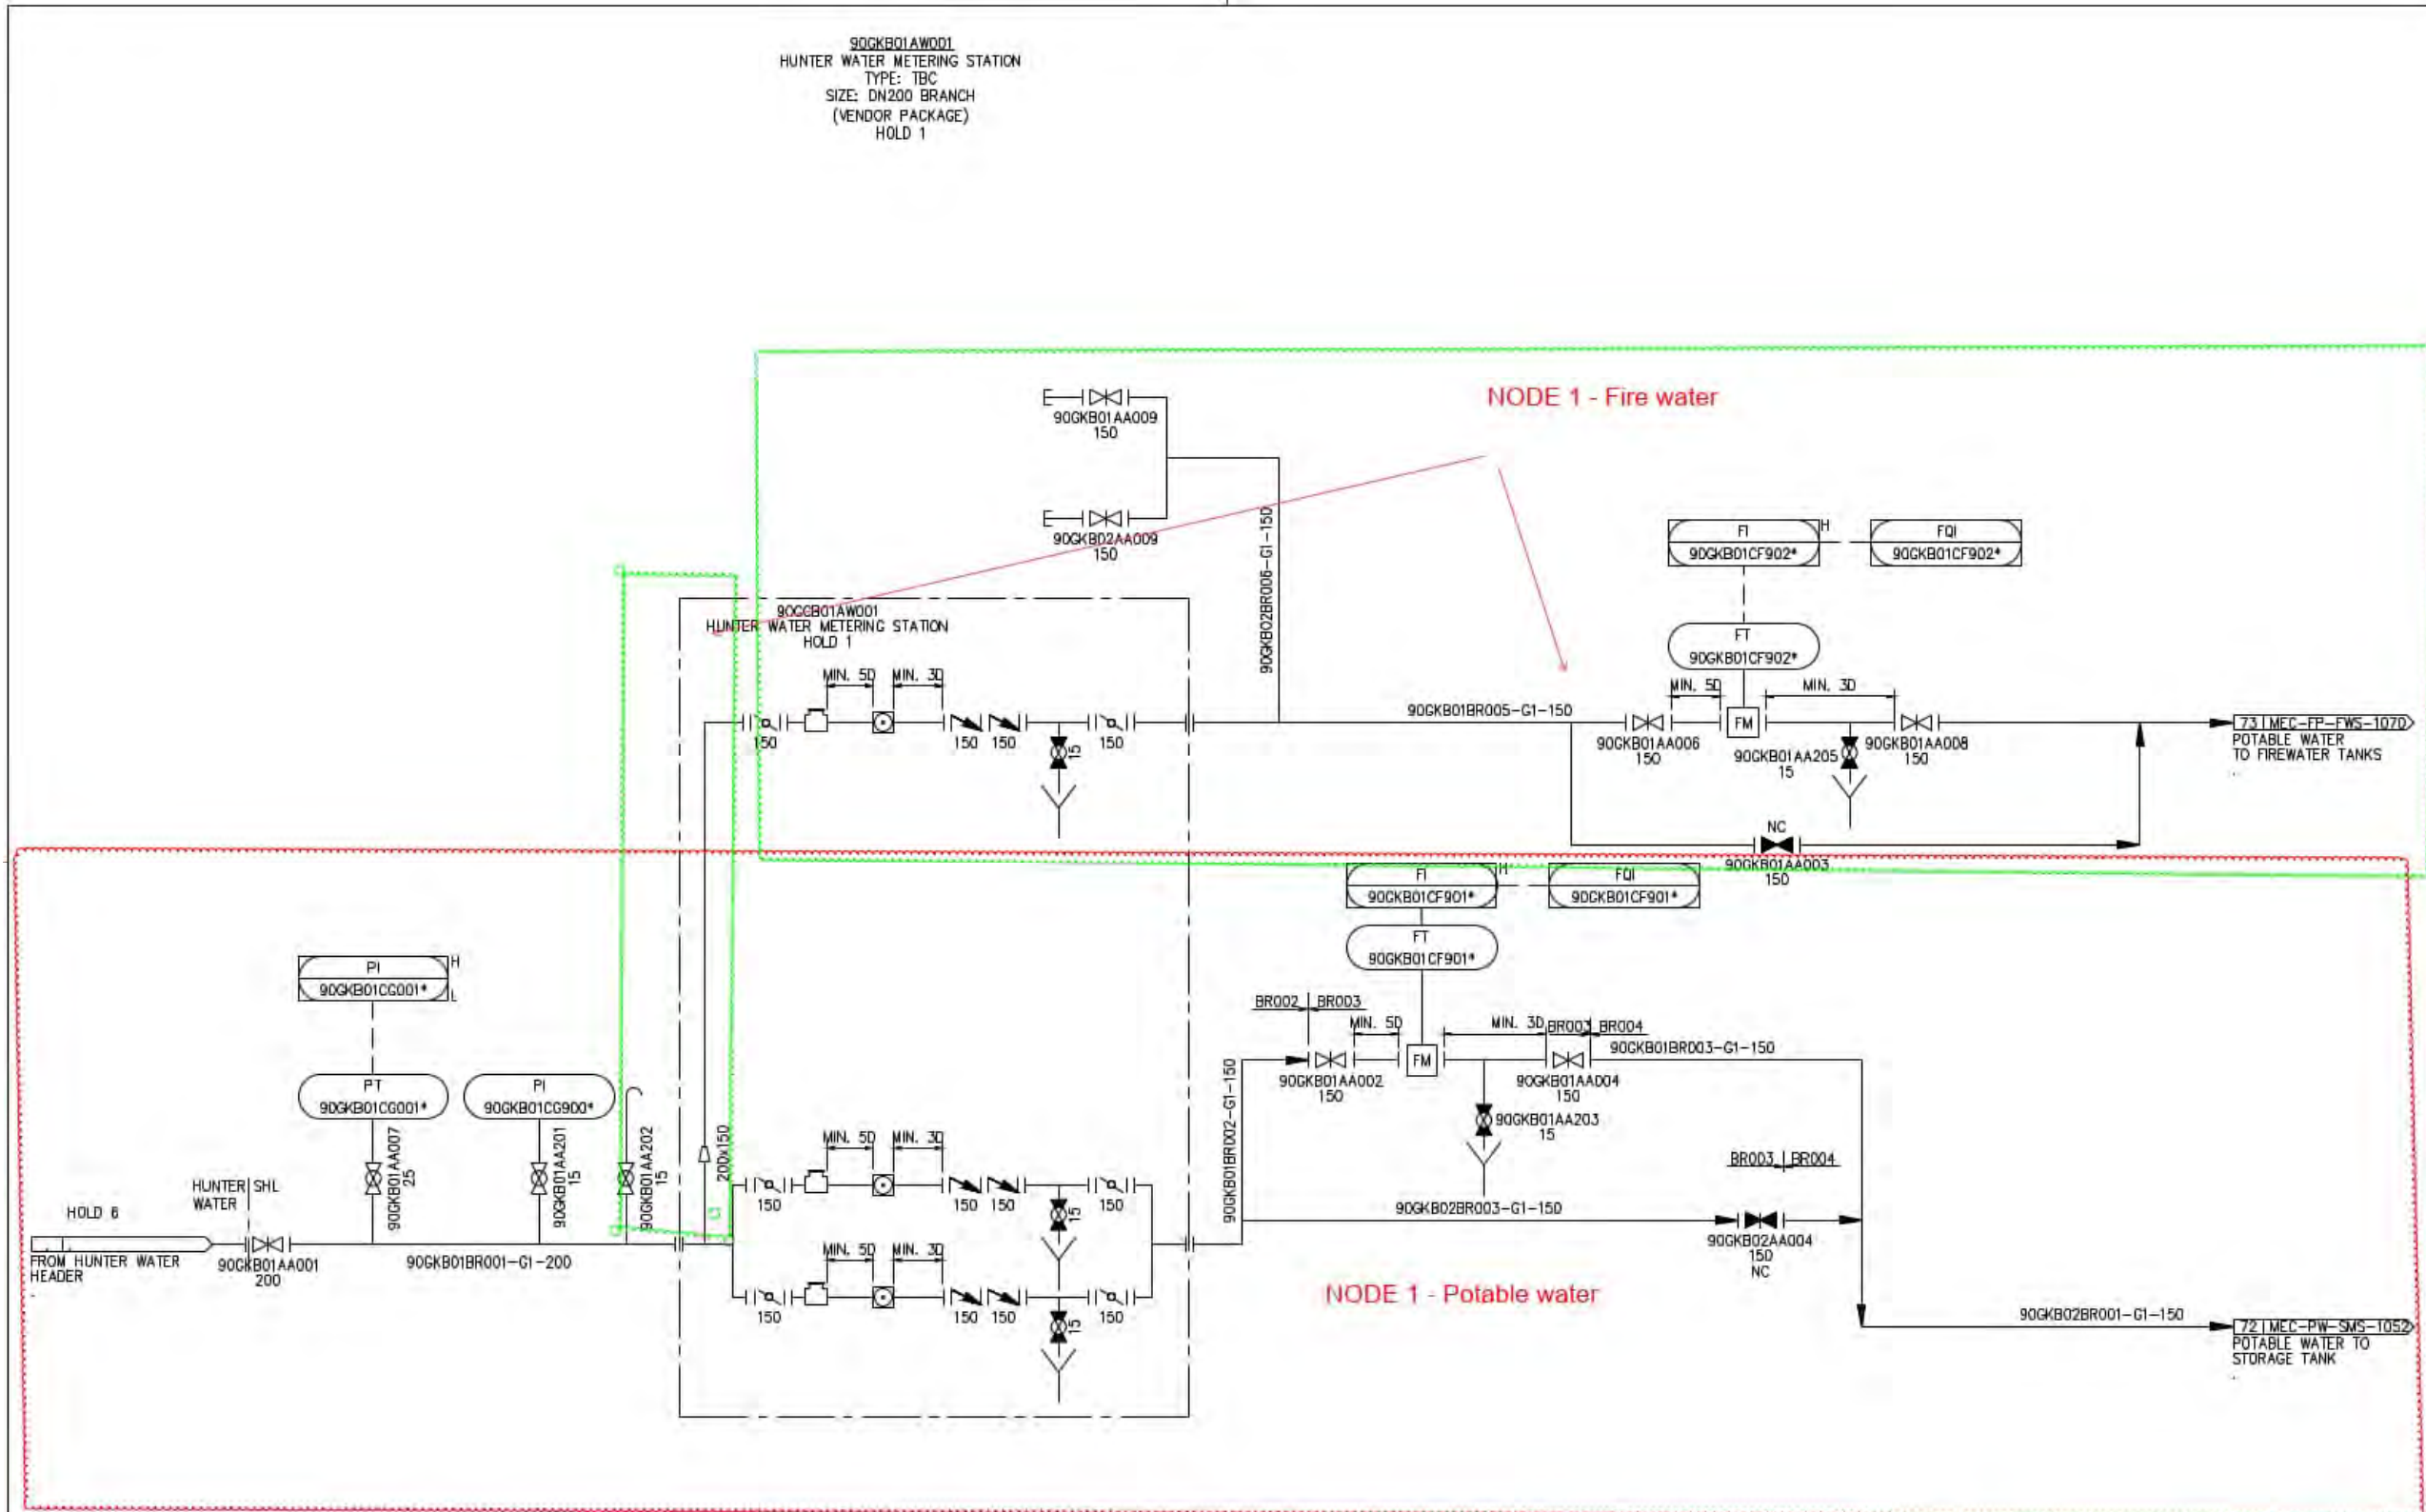 90GKB01AW001
HUNTER WATER METERING STATION
TYPE: TBC
SIZE: DN200 BRANCH
(VENDOR PACKAGE)
HOLD 1
NODE 1 - Fire water
90GKB01AA009
150
90GKB02AA009
150
90GKB02BR006-G1-150
FI
H
90GKB01CF902*
FQI
90GKB01CF902*
FT
90GKB01CF902*
90GCB01AW001
HUNTER WATER METERING STATION
HOLD 1
MIN. 5D
MIN. 3D
150
150
150
15
150
90GKB01BR005-G1-150
MIN. 5D
MIN. 3D
FM
90GKB01AA006
150
90GKB01AA205
15
90GKB01AA008
150
73 | MEC-FP-FWS-1070
POTABLE WATER
TO FIREWATER TANKS
NC
90GKB01AA003
150
FI
H
90GKB01CF901*
FQI
90GKB01CF901*
FT
90GKB01CF901*
PI
H
90GKB01CG001*
L
PT
90GKB01CG001*
PI
90GKB01CG900*
90GKB01AA007
25
90GKB01AA201
15
90GKB01AA202
15
200x150
HUNTER
WATER
SHL
HOLD 6
FROM HUNTER WATER
HEADER
90GKB01AA001
200
90GKB01BR001-G1-200
MIN. 5D
MIN. 3D
150
150
150
15
150
MIN. 5D
MIN. 3D
150
150
150
15
150
90GKB01BR002-G1-150
BR002
BR003
MIN. 5D
MIN. 3D
BR003
BR004
FM
90GKB01BR003-G1-150
90GKB01AA002
150
90GKB01AA004
150
90GKB01AA203
15
BR003
BR004
90GKB02BR003-G1-150
90GKB02AA004
150
NC
NODE 1 - Potable water
90GKB02BR001-G1-150
72 | MEC-PW-SMS-1052
POTABLE WATER TO
STORAGE TANK